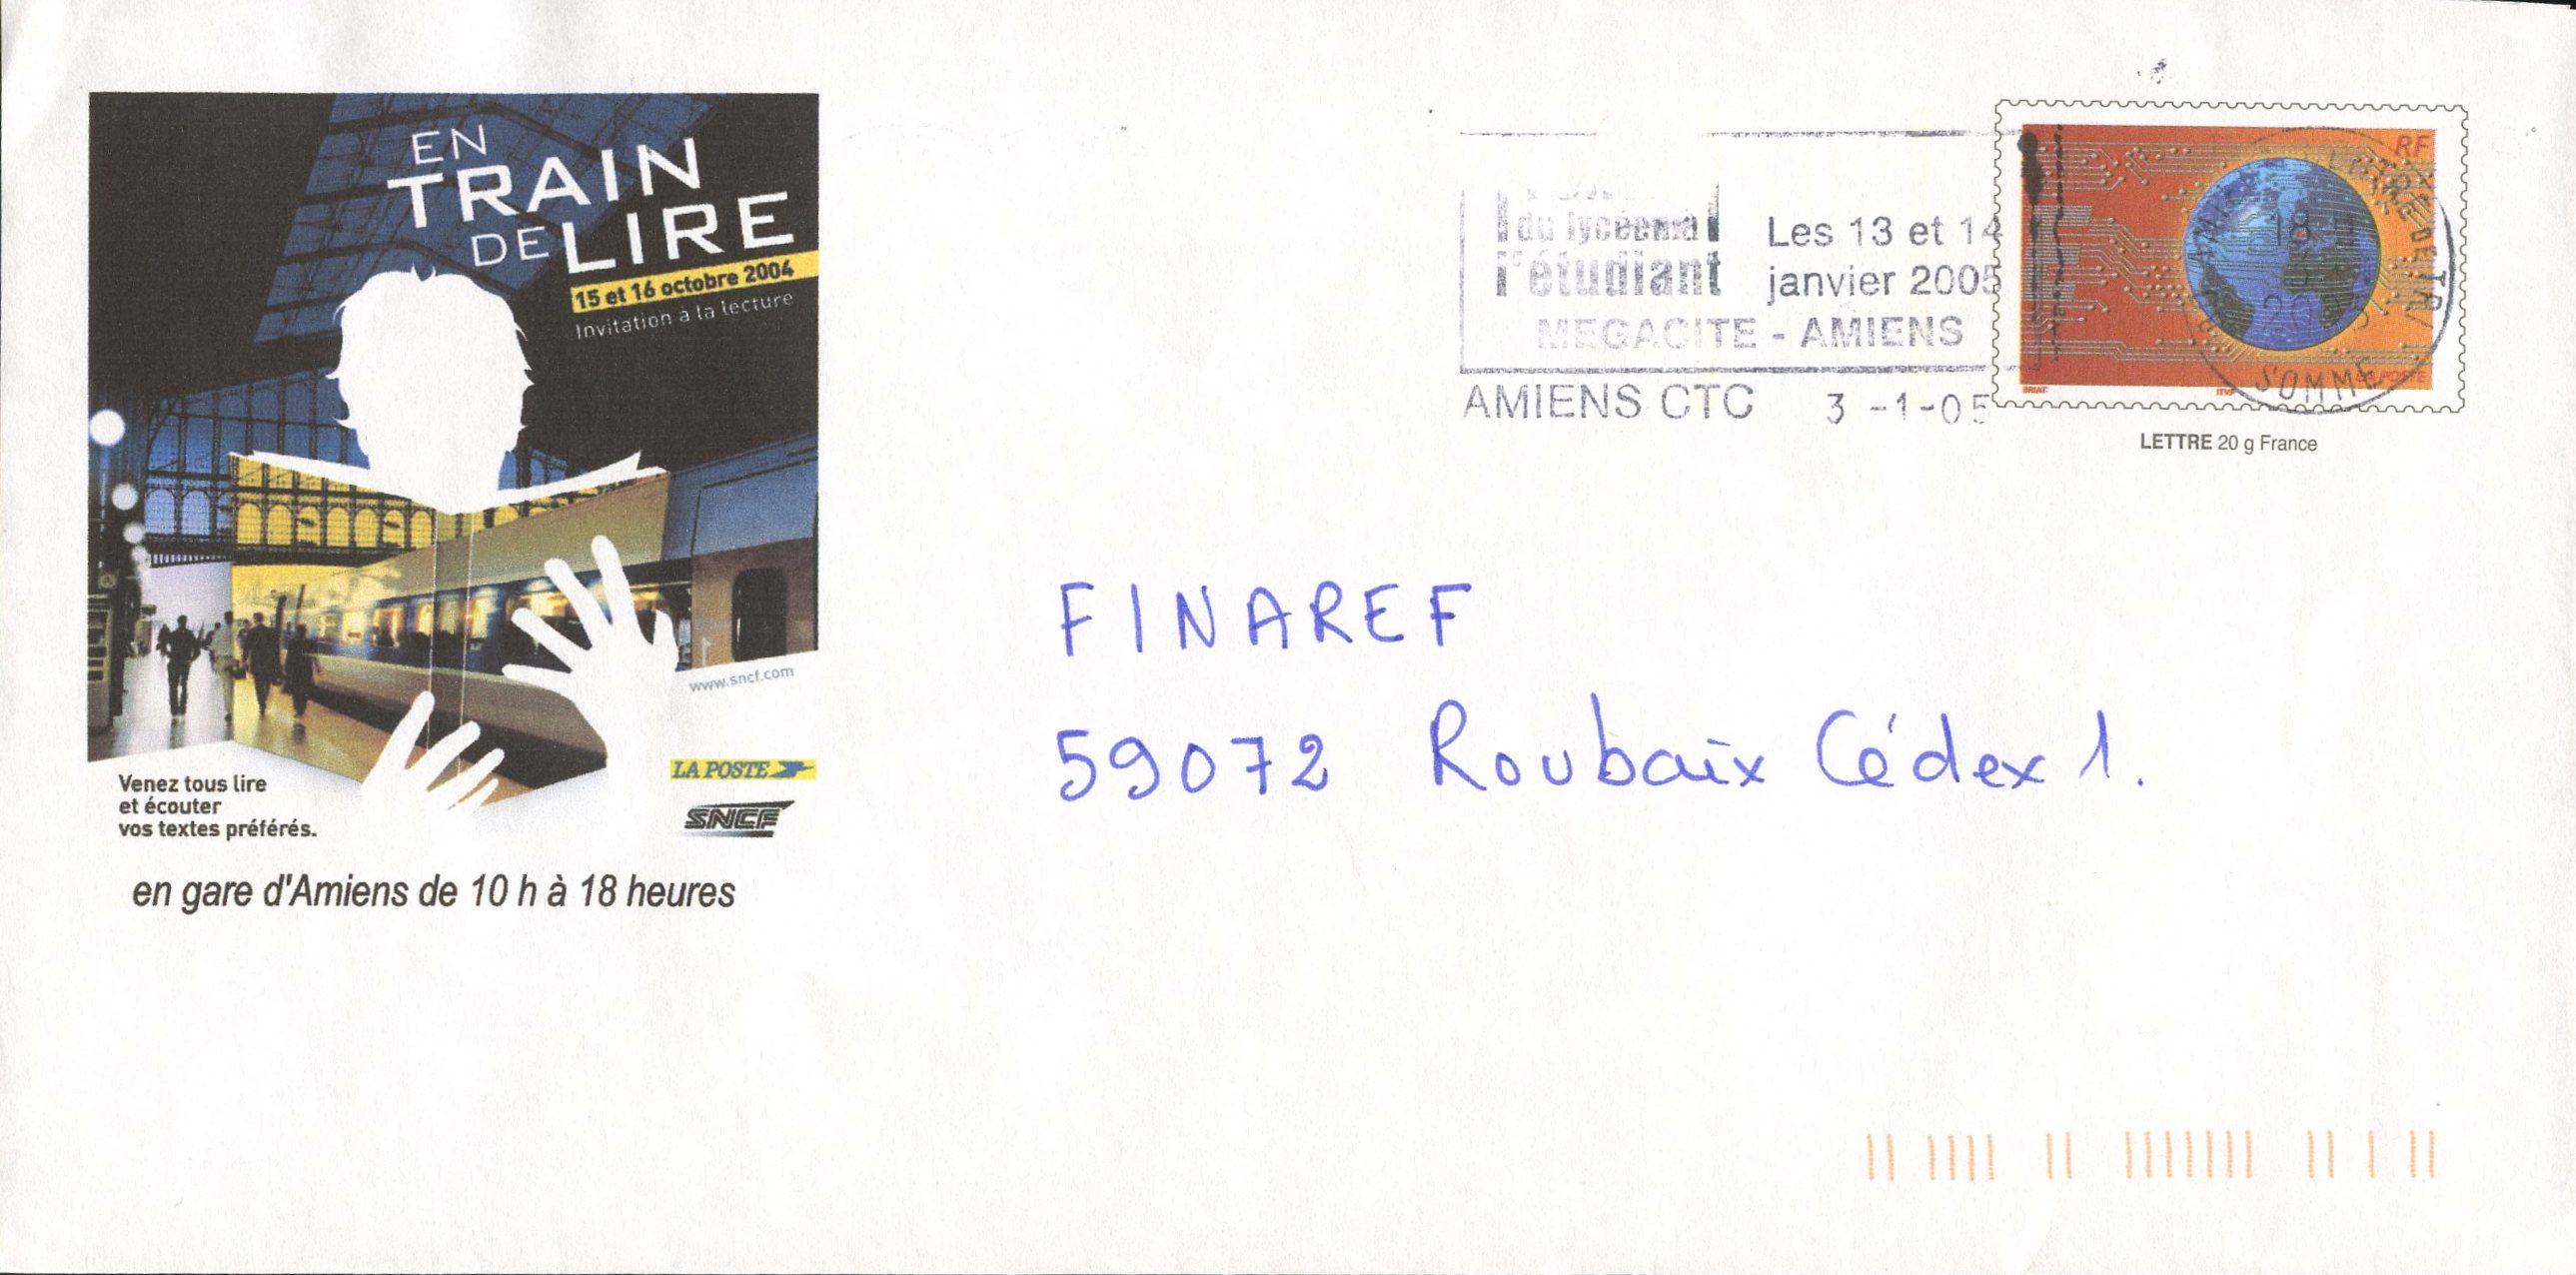 EN
TRAIN
DE LIRE
15 et 16 octobre 2004
Invitation à la lecture
www.sncf.com
LA POSTE
SNCF
Venez tous lire
et écouter
vos textes préférés.
en gare d'Amiens de 10 h à 18 heures
du lycéen à
l'étudiant
Les 13 et 14
janvier 2005
MEGACITE - AMIENS
AMIENS CTC 3 -1-05
RF
LA POSTE
BRIAT
ITVF
SOMME
LETTRE 20 g France
FINAREF
59072 Roubaix Cédex 1.